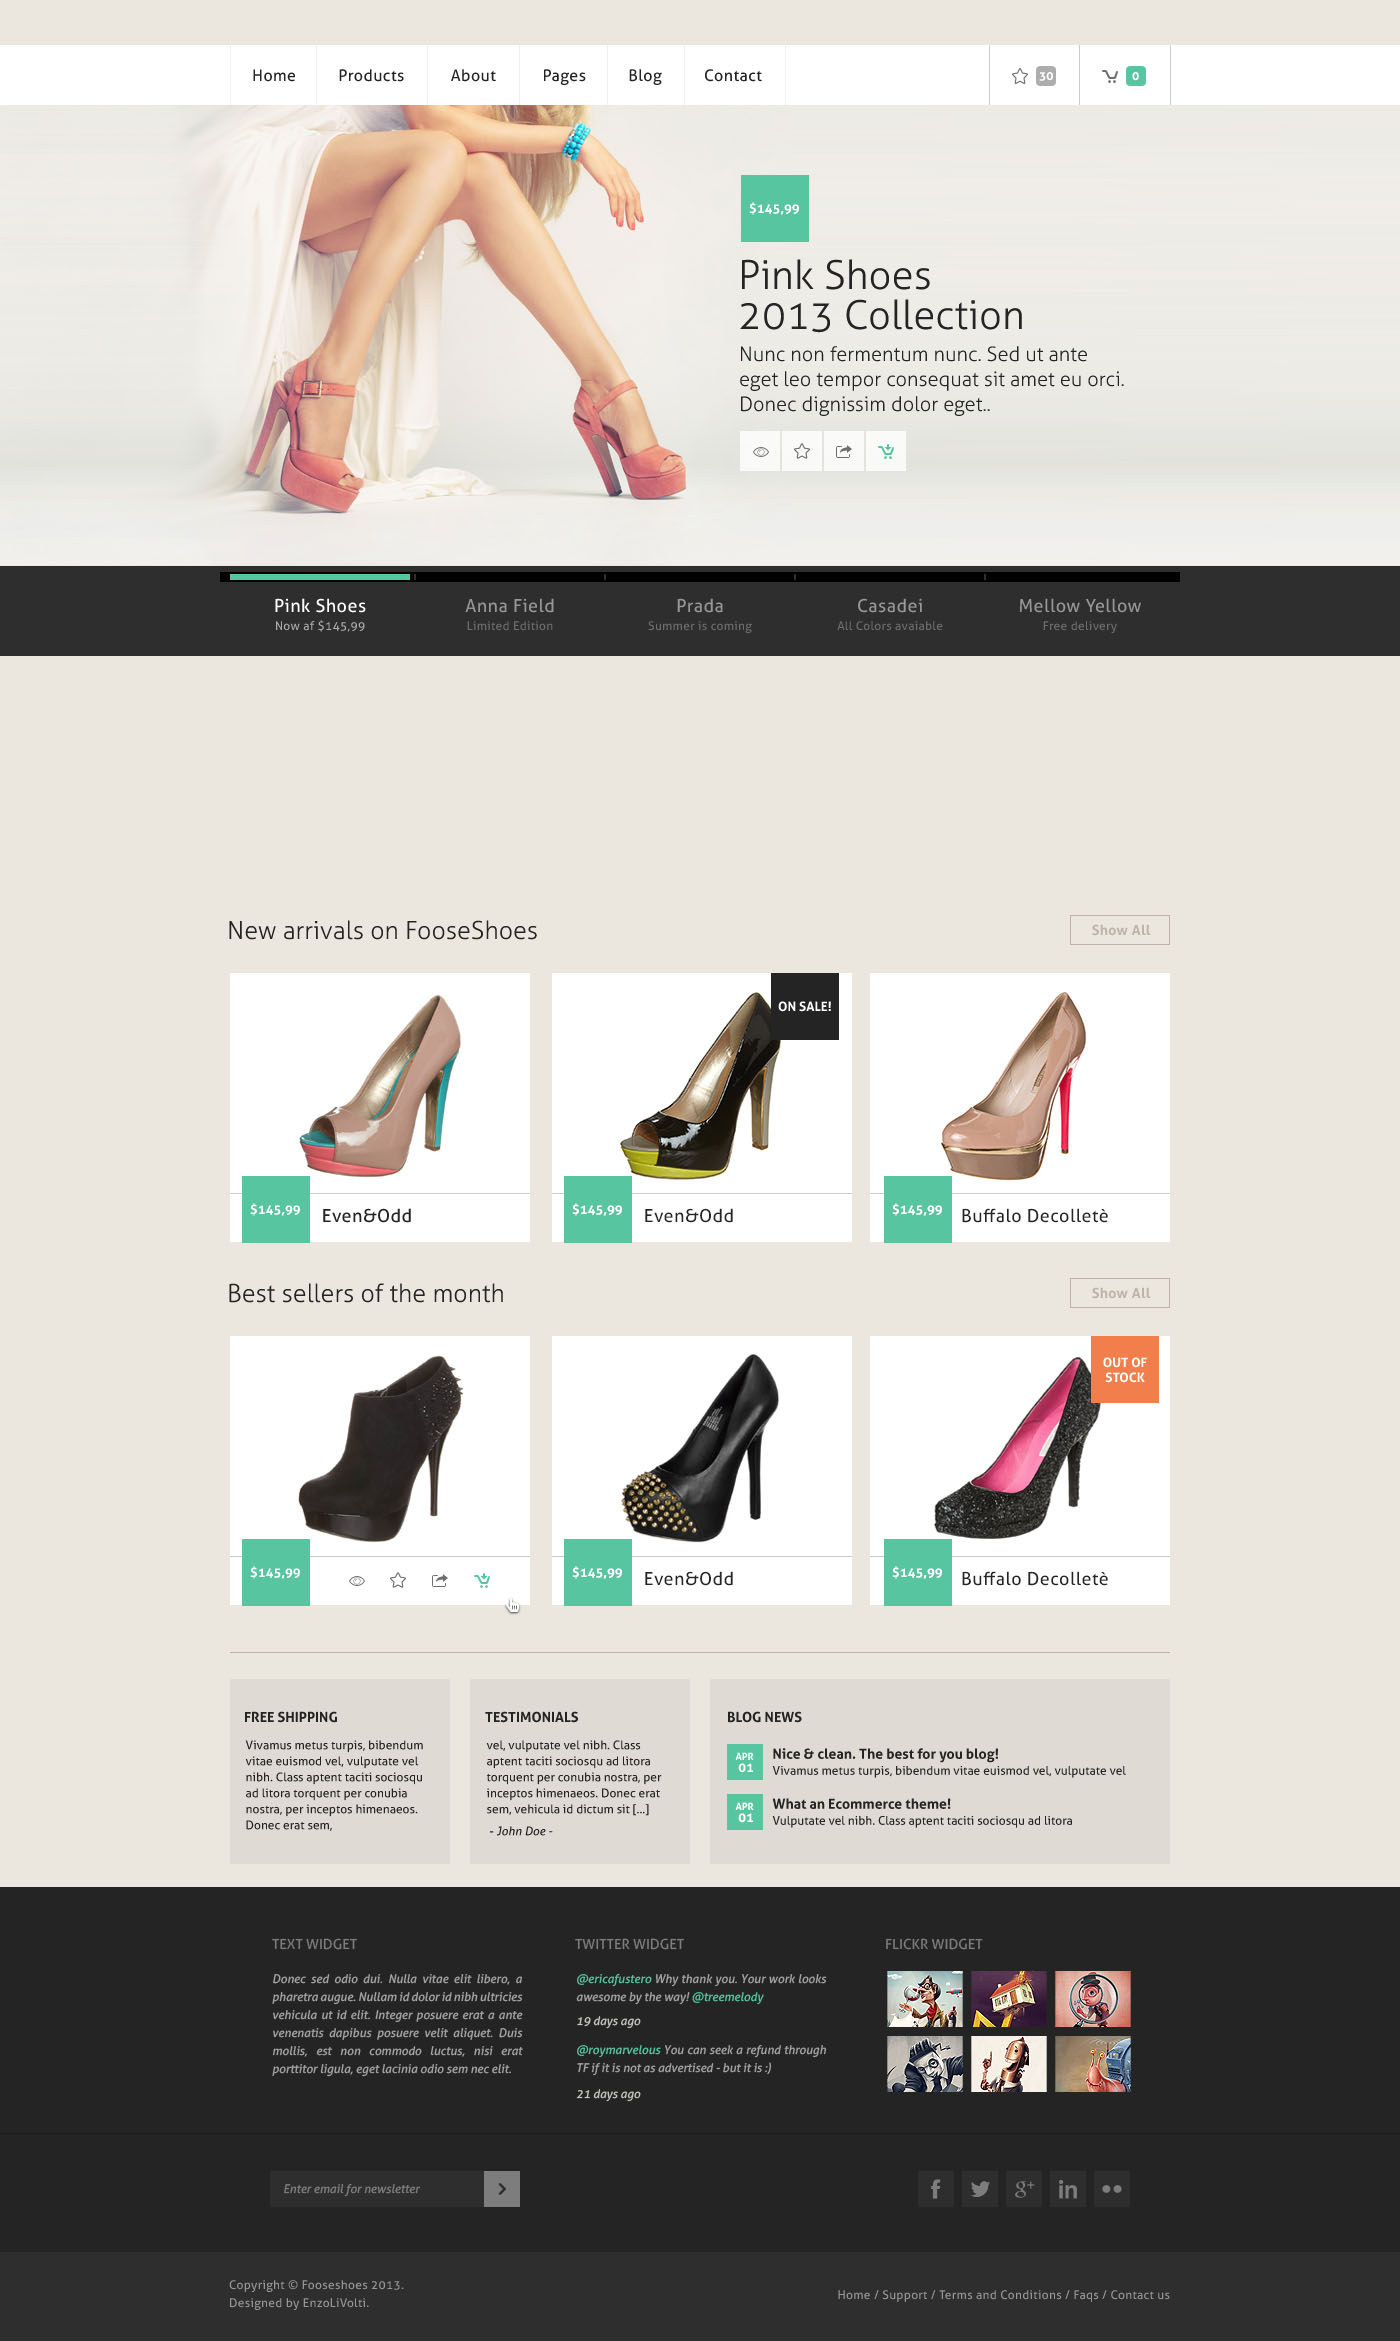 Home
Products
About
Pages
Blog
Contact
30
0
$145,99
Pink Shoes
2013 Collection
Nunc non fermentum nunc. Sed ut ante
eget leo tempor consequat sit amet eu orci.
Donec dignissim dolor eget..
Pink Shoes
Now af $145,99
Anna Field
Limited Edition
Prada
Summer is coming
Casadei
All Colors avaiable
Mellow Yellow
Free delivery
New arrivals on FooseShoes
Show All
$145,99
Even&Odd
ON SALE!
$145,99
Even&Odd
$145,99
Buffalo Decolletè
Best sellers of the month
Show All
$145,99
$145,99
Even&Odd
OUT OF
STOCK
$145,99
Buffalo Decolletè
FREE SHIPPING
Vivamus metus turpis, bibendum
vitae euismod vel, vulputate vel
nibh. Class aptent taciti sociosqu
ad litora torquent per conubia
nostra, per inceptos himenaeos.
Donec erat sem,
TESTIMONIALS
vel, vulputate vel nibh. Class
aptent taciti sociosqu ad litora
torquent per conubia nostra, per
inceptos himenaeos. Donec erat
sem, vehicula id dictum sit [...]
- John Doe -
BLOG NEWS
APR
01
Nice & clean. The best for you blog!
Vivamus metus turpis, bibendum vitae euismod vel, vulputate vel
APR
01
What an Ecommerce theme!
Vulputate vel nibh. Class aptent taciti sociosqu ad litora
TEXT WIDGET
Donec sed odio dui. Nulla vitae elit libero, a
pharetra augue. Nullam id dolor id nibh ultricies
vehicula ut id elit. Integer posuere erat a ante
venenatis dapibus posuere velit aliquet. Duis
mollis, est non commodo luctus, nisi erat
porttitor ligula, eget lacinia odio sem nec elit.
TWITTER WIDGET
@ericafustero Why thank you. Your work looks
awesome by the way! @treemelody
19 days ago
@roymarvelous You can seek a refund through
TF if it is not as advertised - but it is :)
21 days ago
FLICKR WIDGET
Enter email for newsletter
Copyright © Fooseshoes 2013.
Designed by EnzoLiVolti.
Home / Support / Terms and Conditions / Faqs / Contact us